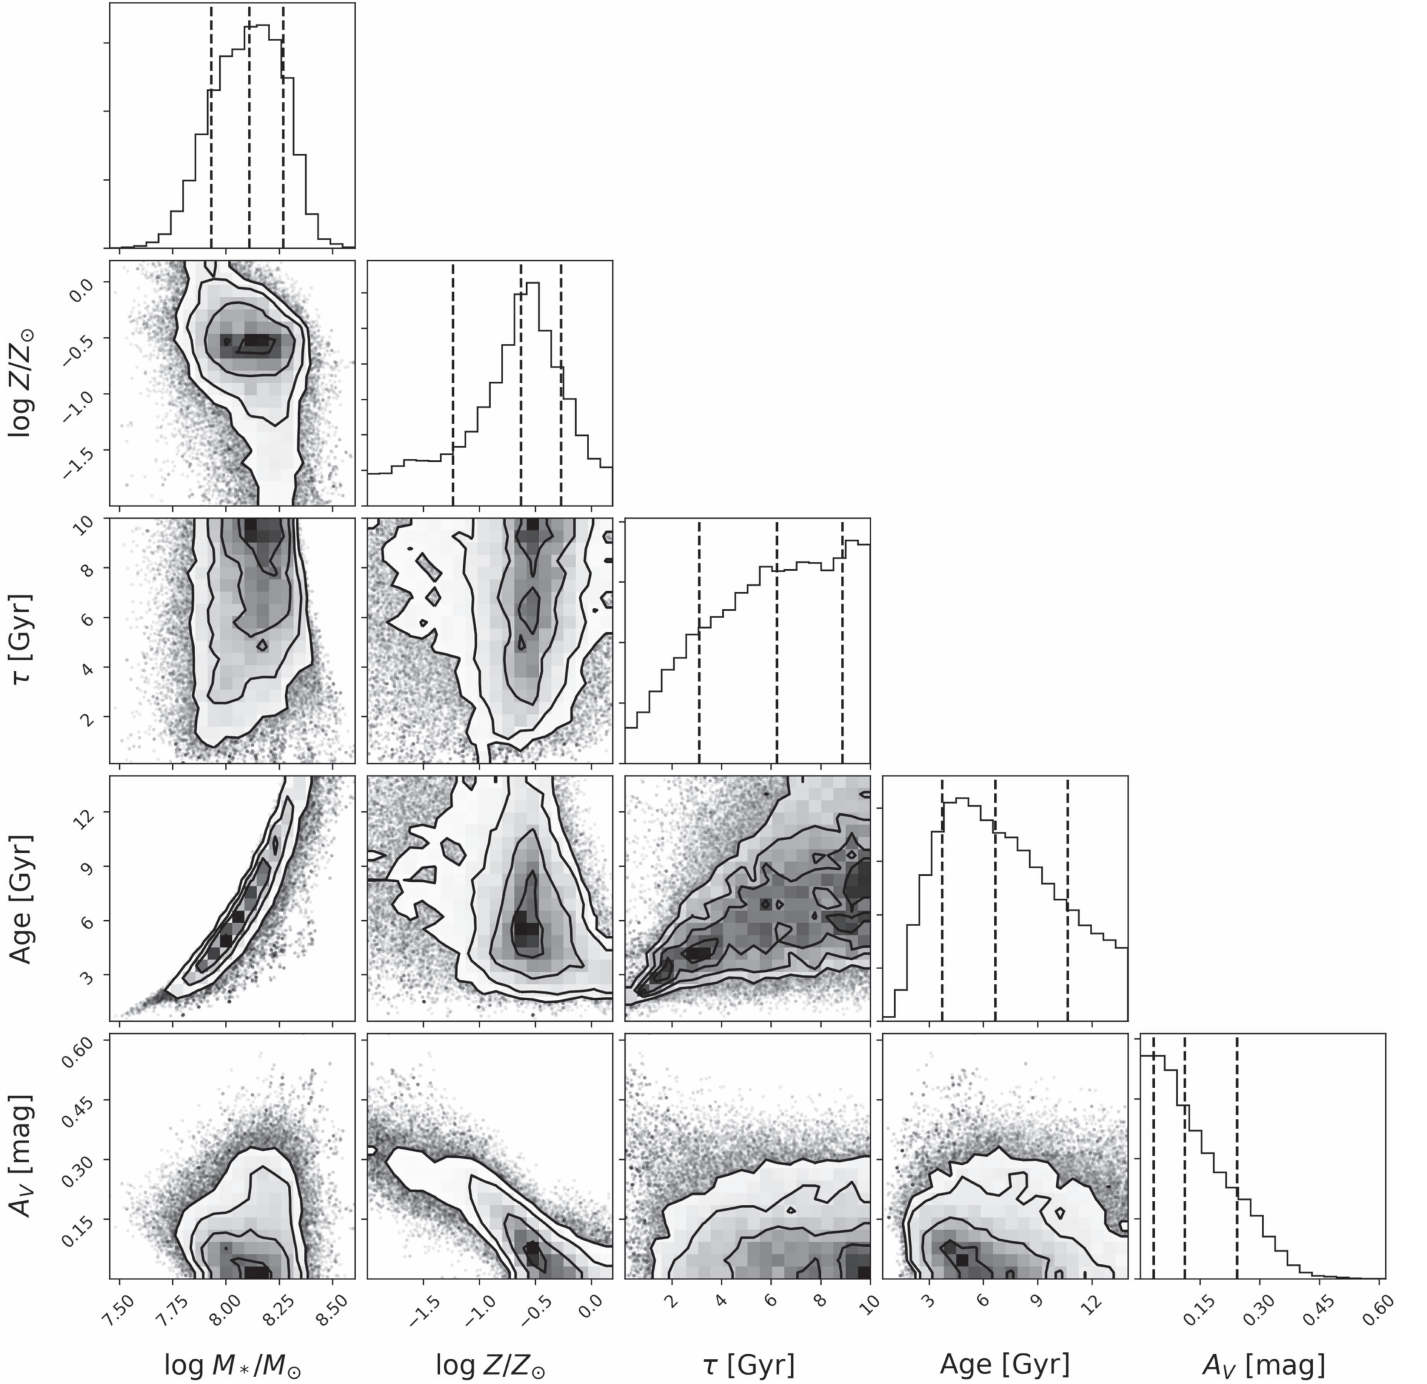 log Z/Z⊙
0.0
−0.5
−1.0
−1.5
τ [Gyr]
10
8
6
4
2
Age [Gyr]
12
9
6
3
A_V [mag]
0.60
0.45
0.30
0.15
7.50 7.75 8.00 8.25 8.50 −1.5 −1.0 −0.5 0.0 2 4 6 8 10 3 6 9 12 0.15 0.30 0.45 0.60
log M_*/M⊙ log Z/Z⊙ τ [Gyr] Age [Gyr] A_V [mag]